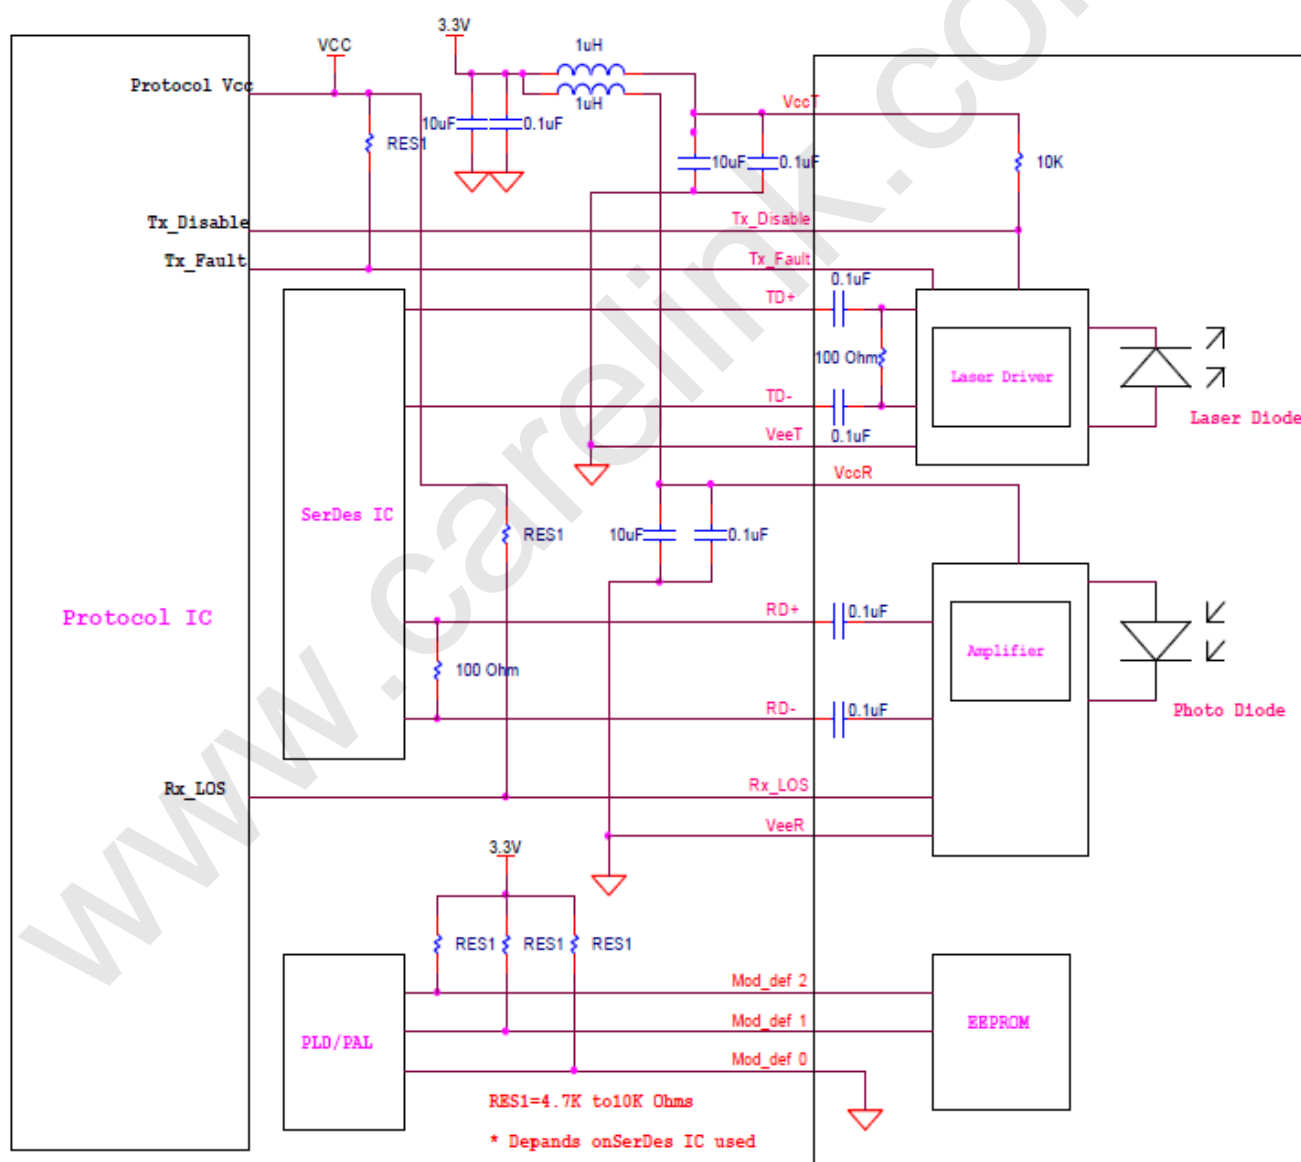 3.3V
VCC
1uH
Protocol Vcc
1uH
VccT
10uF
0.1uF
RES1
10uF
0.1uF
10K
Tx_Disable
Tx_Disable
Tx_Fault
Tx_Fault
0.1uF
TD+
100 Ohm
Laser Driver
TD-
Laser Diode
VeeT
0.1uF
VccR
SerDes IC
RES1
10uF
0.1uF
Protocol IC
RD+
0.1uF
Amplifier
100 Ohm
RD-
0.1uF
Photo Diode
Rx_LOS
Rx_LOS
VeeR
3.3V
RES1
RES1
RES1
Mod_def 2
Mod_def 1
EEPROM
PLD/PAL
Mod_def 0
RES1=4.7K to10K Ohms
* Depands onSerDes IC used
www.carelink.co